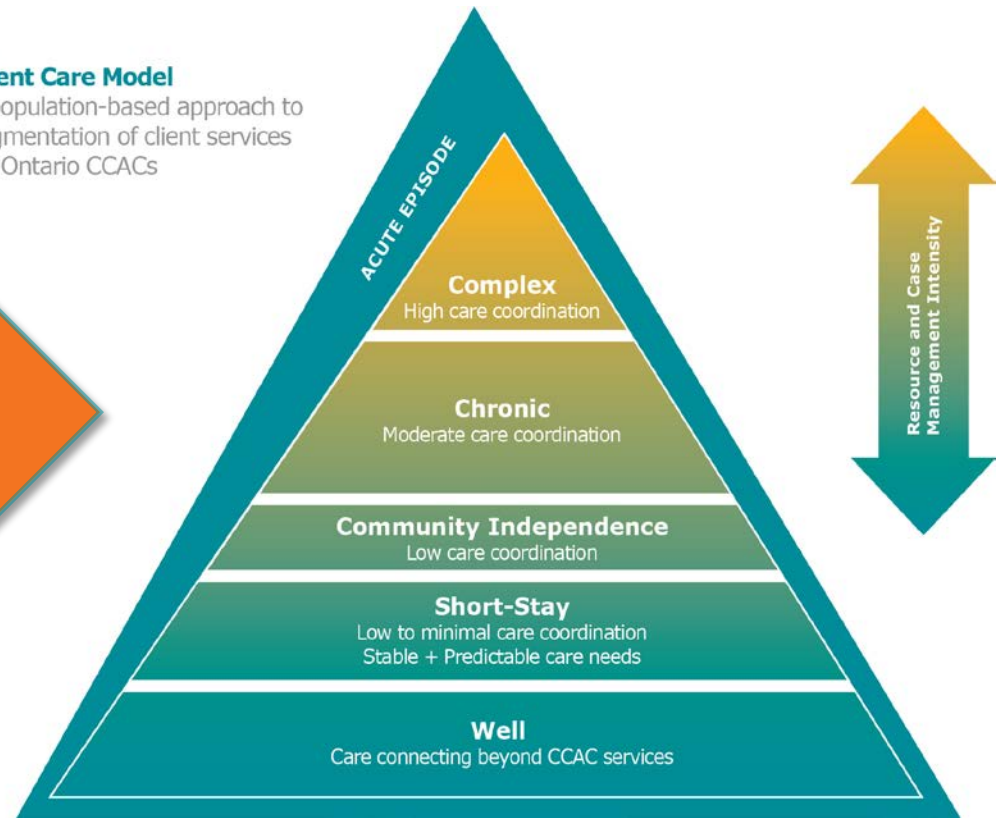 ent Care Model
opulation-based approach to
gmentation of client services
Ontario CCACs
ACUTE EPISODE
Complex
High care coordination
Chronic
Moderate care coordination
Community Independence
Low care coordination
Short-Stay
Low to minimal care coordination
Stable + Predictable care needs
Well
Care connecting beyond CCAC services
Resource and Case
Management Intensity